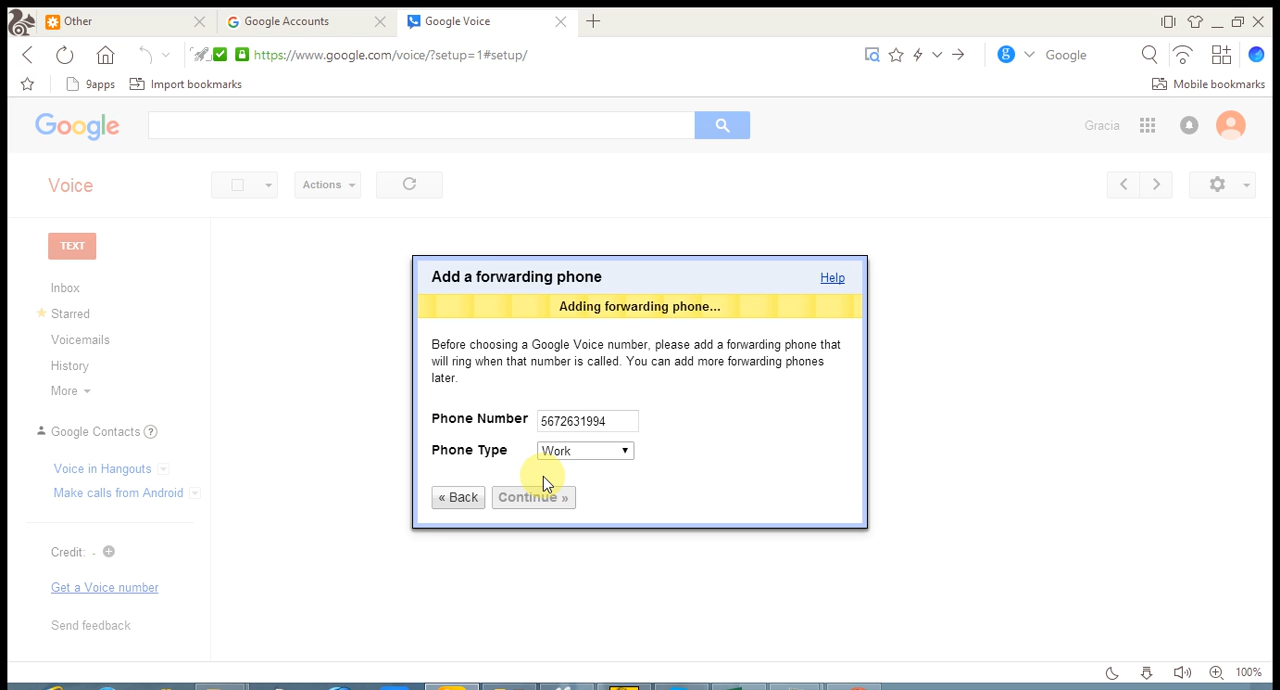 Other
Google Accounts
Google Voice
https://www.google.com/voice/?setup=1#setup/
Google
9apps
Import bookmarks
Mobile bookmarks
Google
Gracia
Voice
Actions
TEXT
Inbox
Starred
Voicemails
History
More
Google Contacts ?
Voice in Hangouts
Make calls from Android
Credit: -
Get a Voice number
Send feedback
Add a forwarding phone
Help
Adding forwarding phone...
Before choosing a Google Voice number, please add a forwarding phone that
will ring when that number is called. You can add more forwarding phones
later.
Phone Number 5672631994
Phone Type Work
« Back Continue »
100%